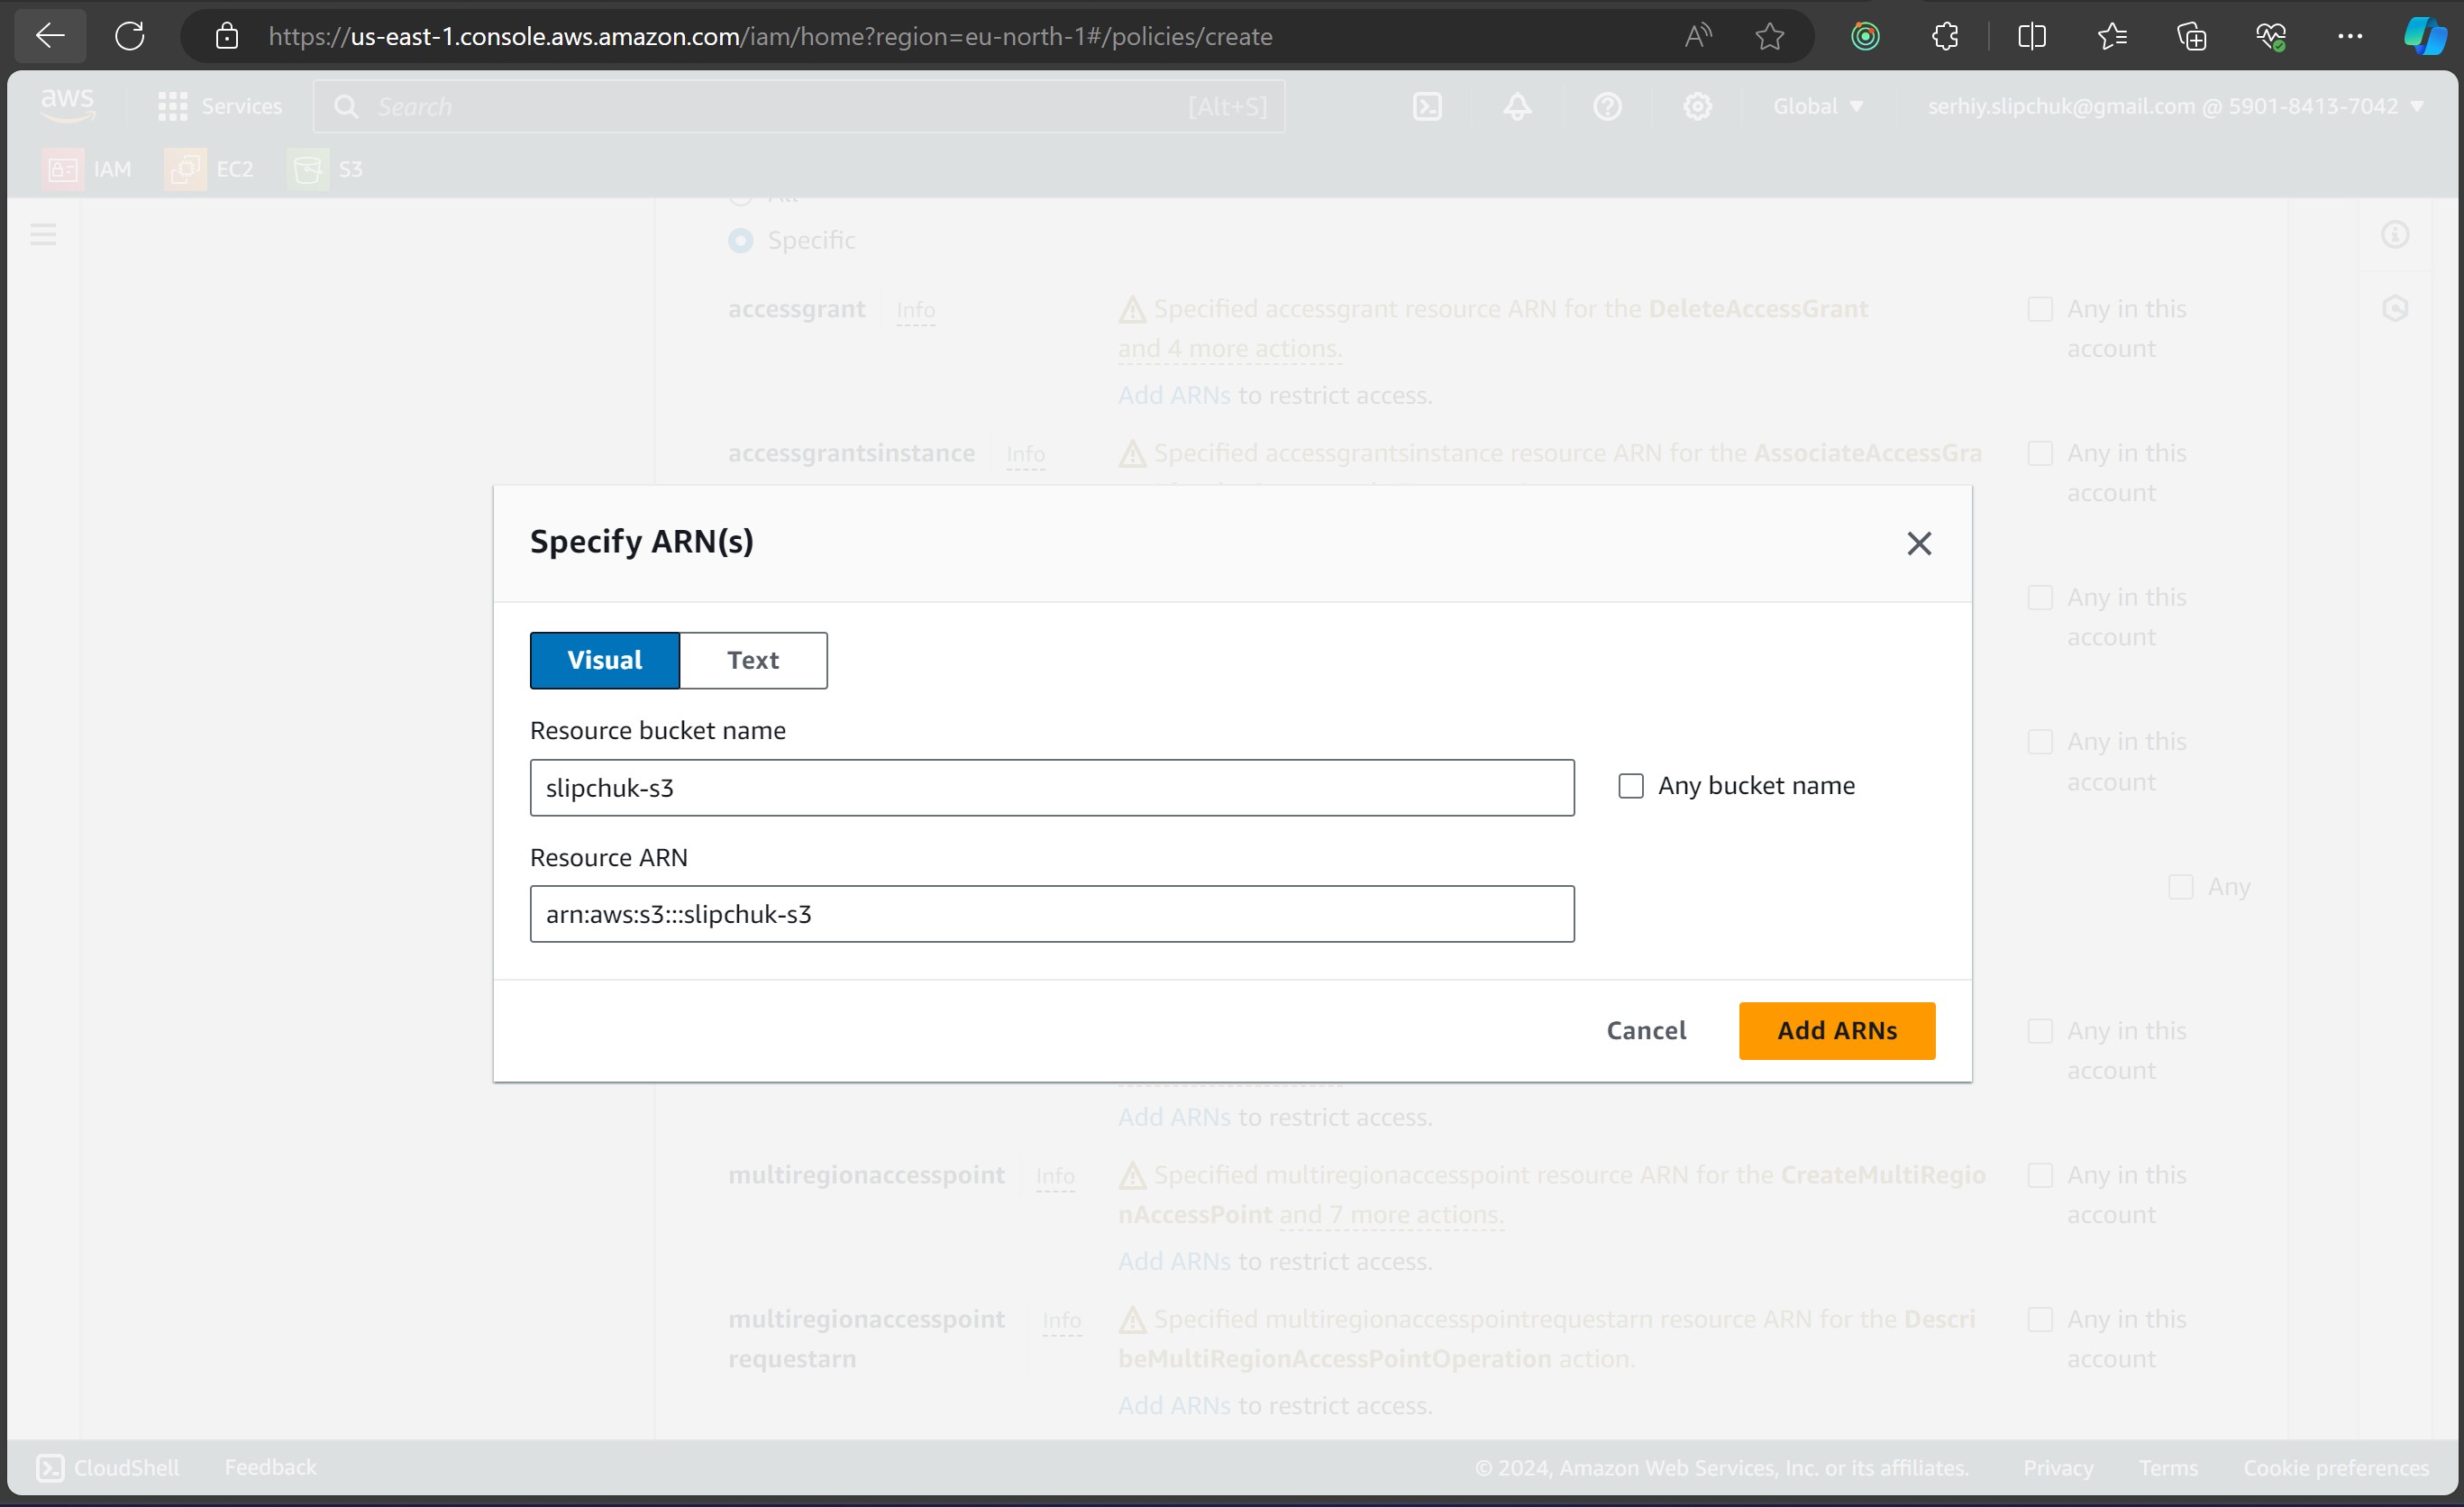 https://us-east-1.console.aws.amazon.com/iam/home?region=eu-north-1#/policies/create
aws
Services
Search
[Alt+S]
Global
serhiy.slipchuk@gmail.com @ 5901-8413-7042
IAM
EC2
S3
Specific
accessgrant
Info
Specified accessgrant resource ARN for the DeleteAccessGrant
and 4 more actions.
Add ARNs to restrict access.
Any in this
account
accessgrantsinstance
Info
Specified accessgrantsinstance resource ARN for the AssociateAccessGra
Any in this
account
Specify ARN(s)
Visual
Text
Resource bucket name
slipchuk-s3
Any bucket name
Resource ARN
arn:aws:s3:::slipchuk-s3
Cancel
Add ARNs
Any in this
account
Any in this
account
Any
Any in this
account
Add ARNs to restrict access.
multiregionaccesspoint
Info
Specified multiregionaccesspoint resource ARN for the CreateMultiRegio
nAccessPoint and 7 more actions.
Add ARNs to restrict access.
Any in this
account
multiregionaccesspoint
requestarn
Info
Specified multiregionaccesspointrequestarn resource ARN for the Descri
beMultiRegionAccessPointOperation action.
Add ARNs to restrict access.
Any in this
account
CloudShell
Feedback
© 2024, Amazon Web Services, Inc. or its affiliates.
Privacy
Terms
Cookie preferences